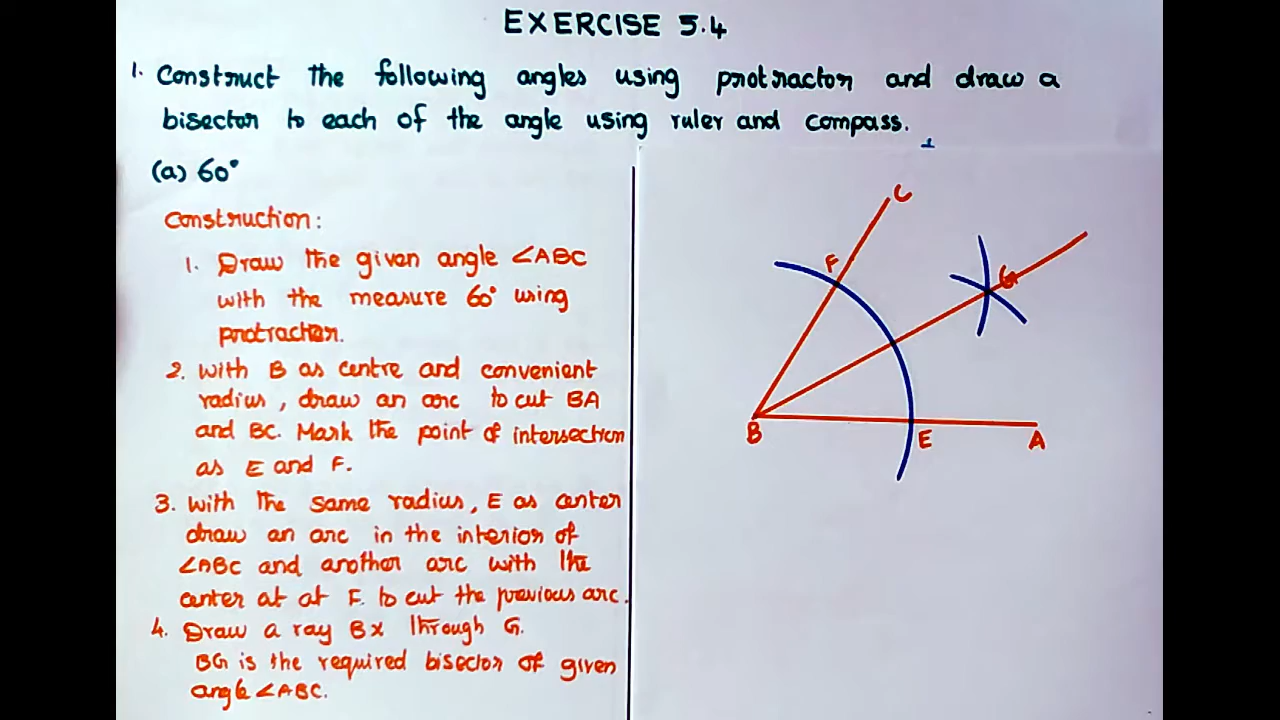 EXERCISE 5.4
1. Construct the following angles using protractor and draw a
bisector to each of the angle using ruler and compass.
(a) 60°
Construction:
1. Draw the given angle ∠ABC
with the measure 60° using
protractor.
2. With B as centre and convenient
radius, draw an arc to cut BA
and BC. Mark the point of intersection
as E and F.
3. With the same radius, E as center
draw an arc in the interior of
∠ABC and another arc with the
center at at F. to cut the previous arc.
4. Draw a ray BX through G.
BG is the required bisector of given
angle ∠ABC.
C
F
G
B
E
A